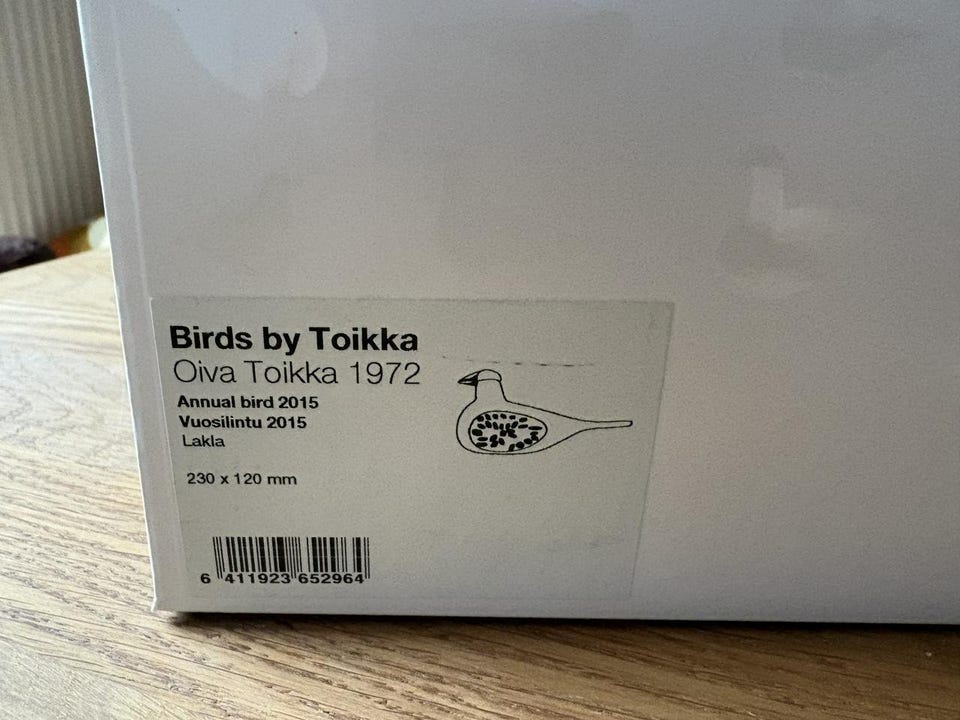 Birds by Toikka
Oiva Toikka 1972
Annual bird 2015
Vuosilintu 2015
Lakla
230 x 120 mm
6 411923 652964